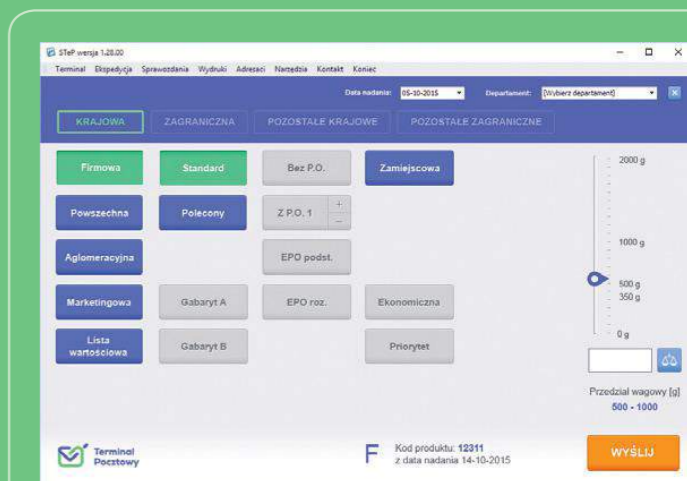 STeP wersja 1.28.00
Terminal Ekspedycja Sprawozdania Wydruki Adresaci Narzędzia Kontakt Koniec
Data nadania: 05-10-2015 Departament: [Wybierz departament]
KRAJOWA ZAGRANICZNA POZOSTAŁE KRAJOWE POZOSTAŁE ZAGRANICZNE
Firmowa Standard Bez P.O. Zamiejscowa
2000 g
Powszechna Polecony Z P.O. 1 + −
Aglomeracyjna EPO podst.
1000 g
500 g
350 g
Marketingowa Gabaryt A EPO roz. Ekonomiczna
0 g
Lista
wartościowa Gabaryt B Priorytet
Przedział wagowy [g]
500 - 1000
Terminal
Pocztowy
F Kod produktu: 12311
z data nadania 14-10-2015
WYŚLIJ